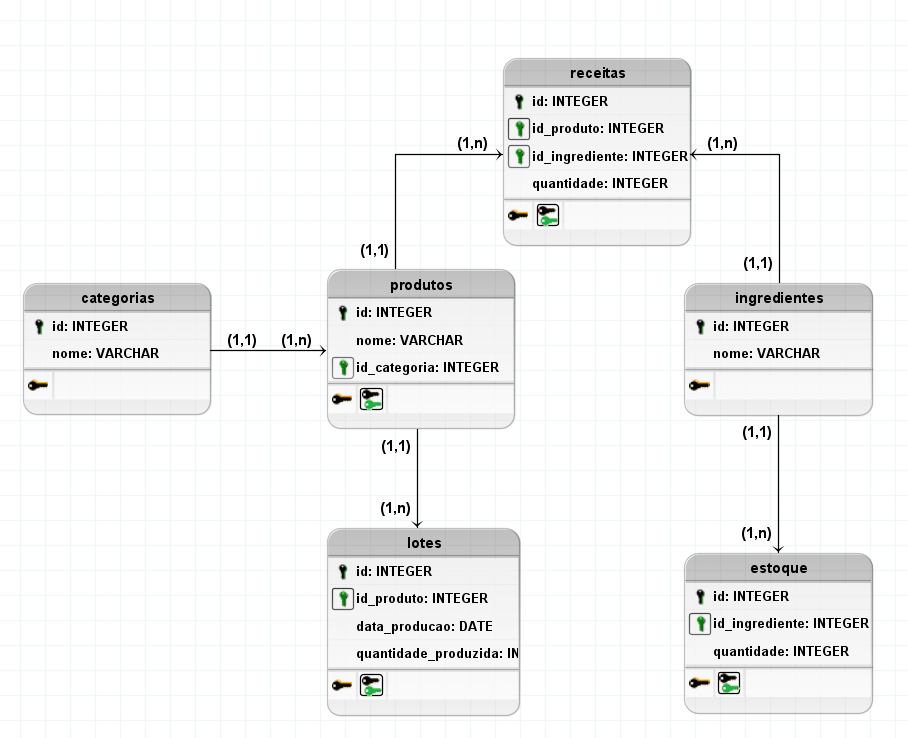 receitas
id: INTEGER
id_produto: INTEGER
id_ingrediente: INTEGER
quantidade: INTEGER
(1,n)
(1,n)
(1,1)
(1,1)
categorias
id: INTEGER
nome: VARCHAR
(1,1)
(1,n)
produtos
id: INTEGER
nome: VARCHAR
id_categoria: INTEGER
ingredientes
id: INTEGER
nome: VARCHAR
(1,1)
(1,n)
(1,1)
(1,n)
lotes
id: INTEGER
id_produto: INTEGER
data_producao: DATE
quantidade_produzida: IN
estoque
id: INTEGER
id_ingrediente: INTEGER
quantidade: INTEGER